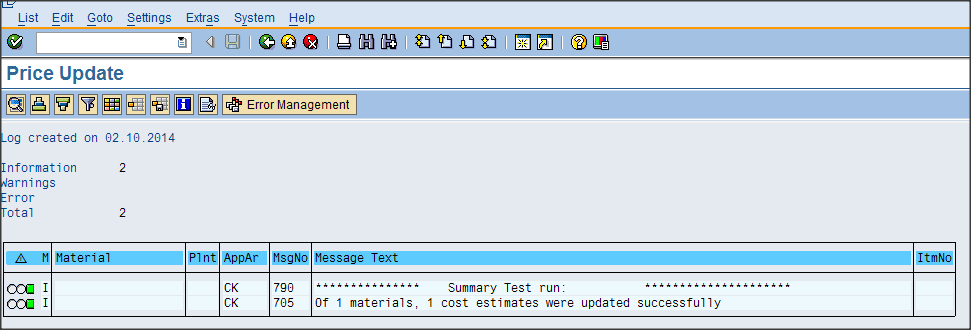 List Edit Goto Settings Extras System Help
Price Update
Error Management
Log created on 02.10.2014
Information 2
Warnings
Error
Total 2
M Material Plnt AppAr MsgNo Message Text ItmNo
I CK 790 *************** Summary Test run: *********************
I CK 705 Of 1 materials, 1 cost estimates were updated successfully